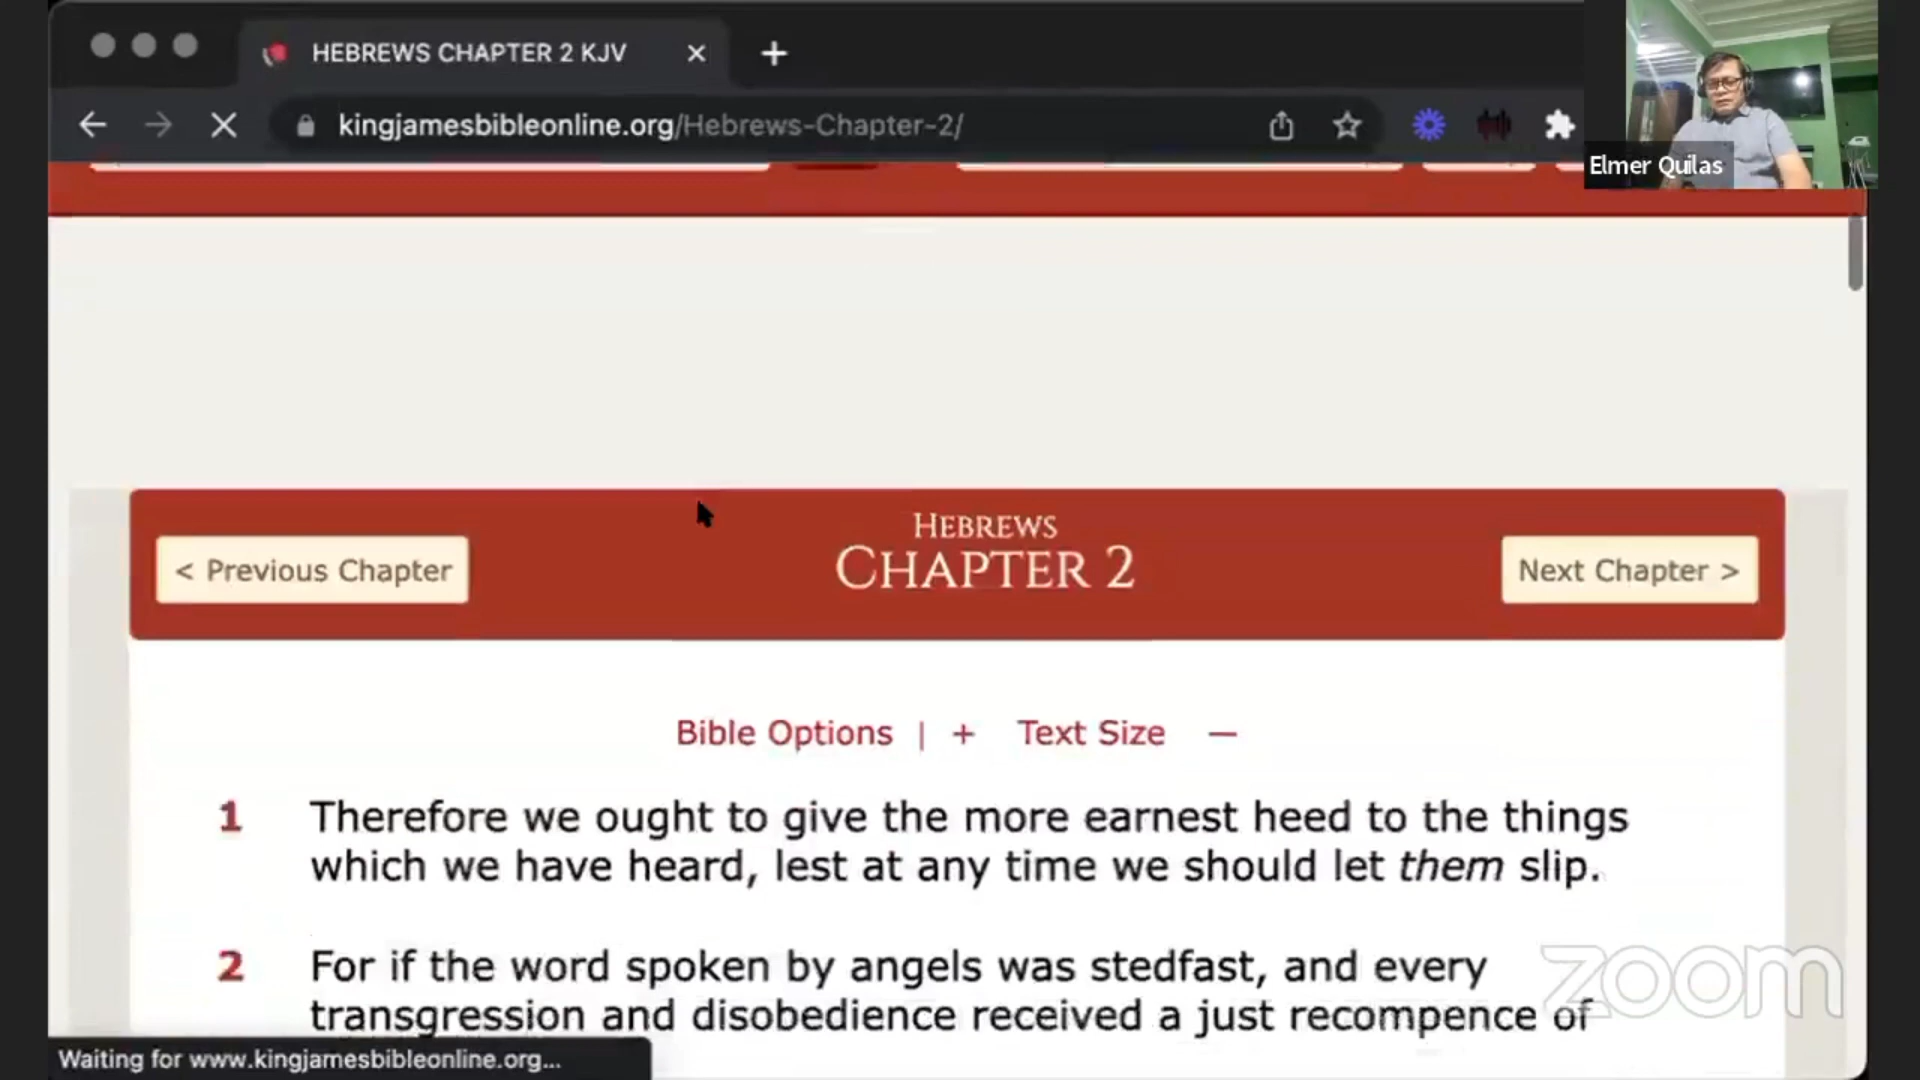 HEBREWS CHAPTER 2 KJV
kingjamesbibleonline.org/Hebrews-Chapter-2/
Elmer Quilas
< Previous Chapter
HEBREWS
CHAPTER 2
Next Chapter >
Bible Options | + Text Size —
1 Therefore we ought to give the more earnest heed to the things
which we have heard, lest at any time we should let them slip.
2 For if the word spoken by angels was stedfast, and every
transgression and disobedience received a just recompence of
zoom
Waiting for www.kingjamesbibleonline.org...